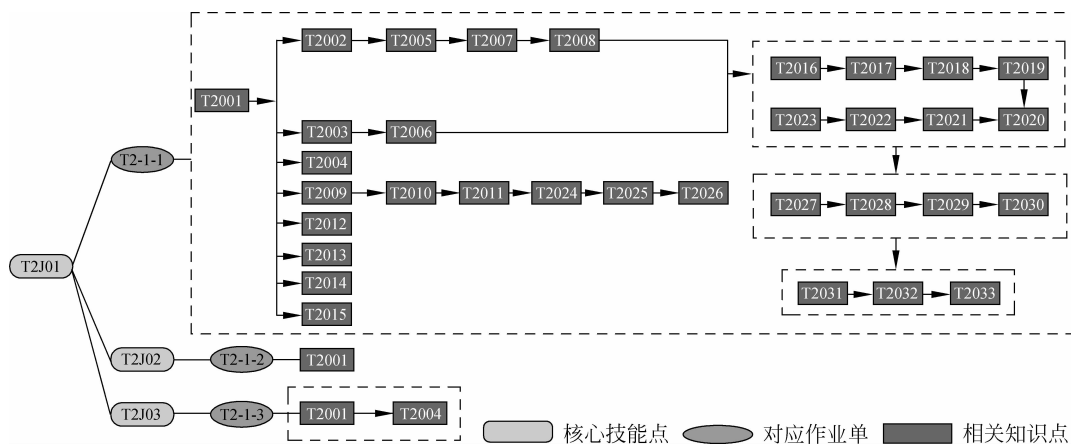 T2002 T2005 T2007 T2008
T2016 T2017 T2018 T2019
T2001
T2023 T2022 T2021 T2020
T2003 T2006
T2-1-1
T2004
T2009 T2010 T2011 T2024 T2025 T2026
T2027 T2028 T2029 T2030
T2012
T2013
T2J01
T2014
T2031 T2032 T2033
T2015
T2J02 T2-1-2 T2001
T2J03 T2-1-3 T2001 T2004
核心技能点 对应作业单 相关知识点